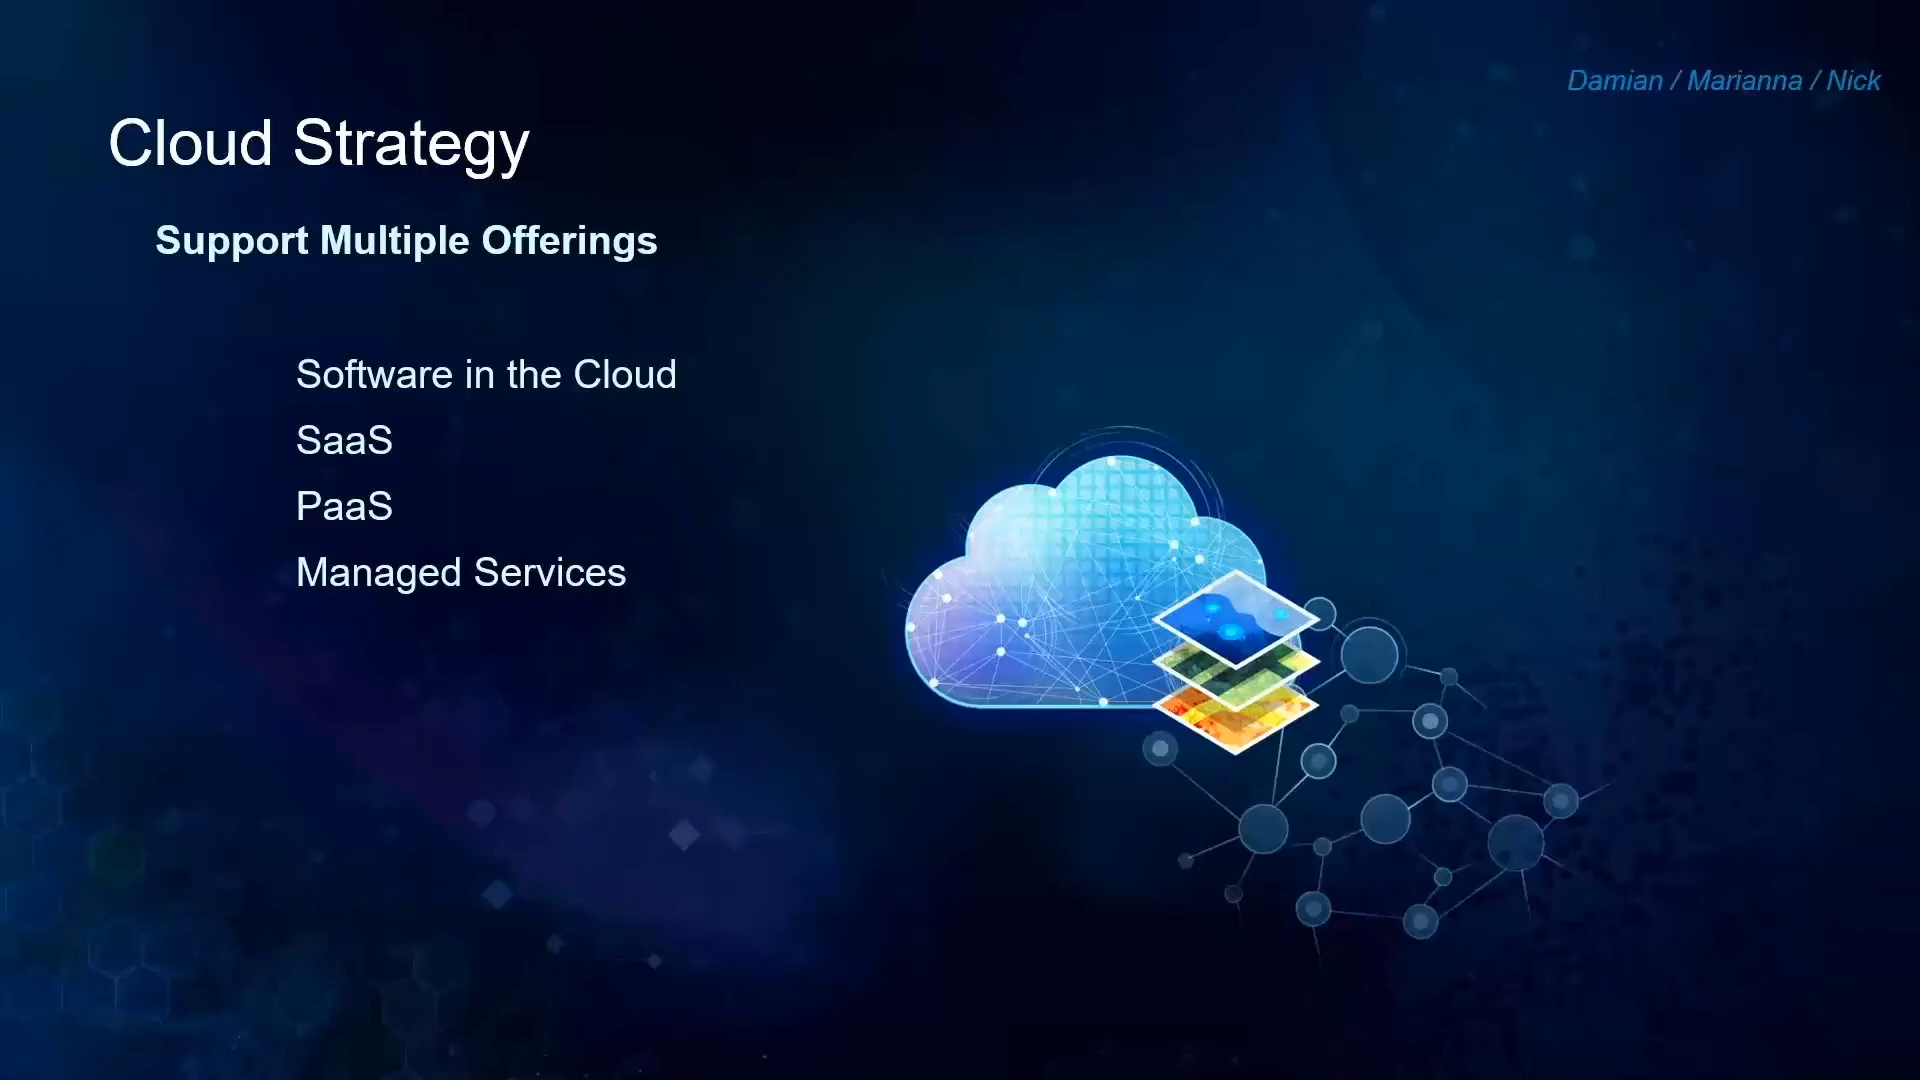 Damian / Marianna / Nick
Cloud Strategy
Support Multiple Offerings
Software in the Cloud
SaaS
PaaS
Managed Services